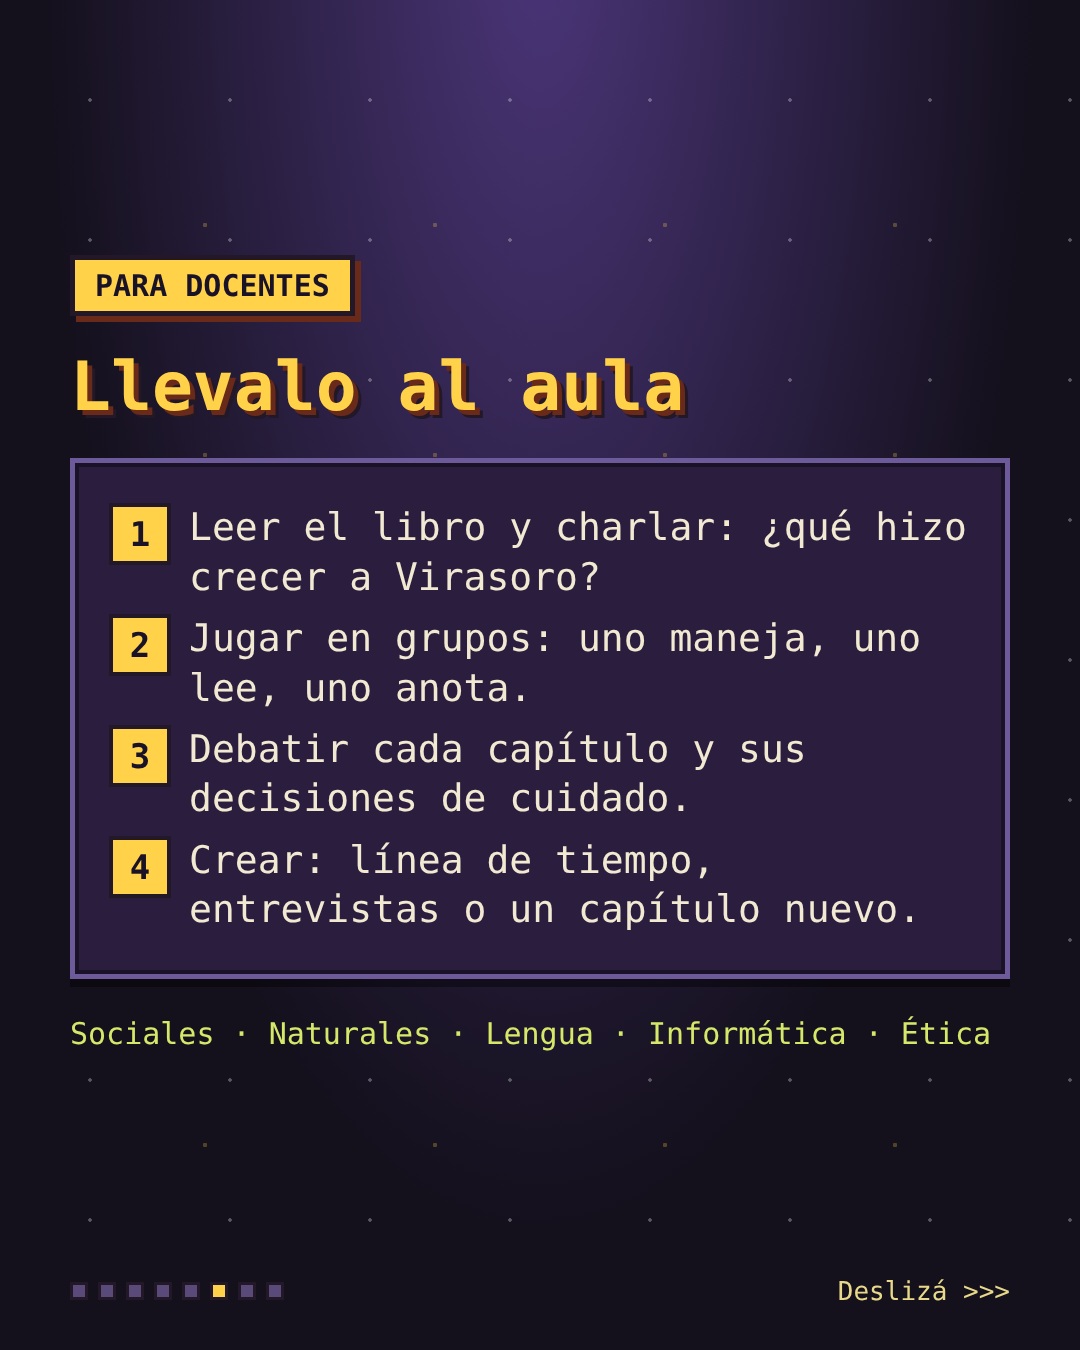 PARA DOCENTES
Llevalo al aula
1 Leer el libro y charlar: ¿qué hizo
crecer a Virasoro?
2 Jugar en grupos: uno maneja, uno
lee, uno anota.
3 Debatir cada capítulo y sus
decisiones de cuidado.
4 Crear: línea de tiempo,
entrevistas o un capítulo nuevo.
Sociales · Naturales · Lengua · Informática · Ética
Deslizá >>>